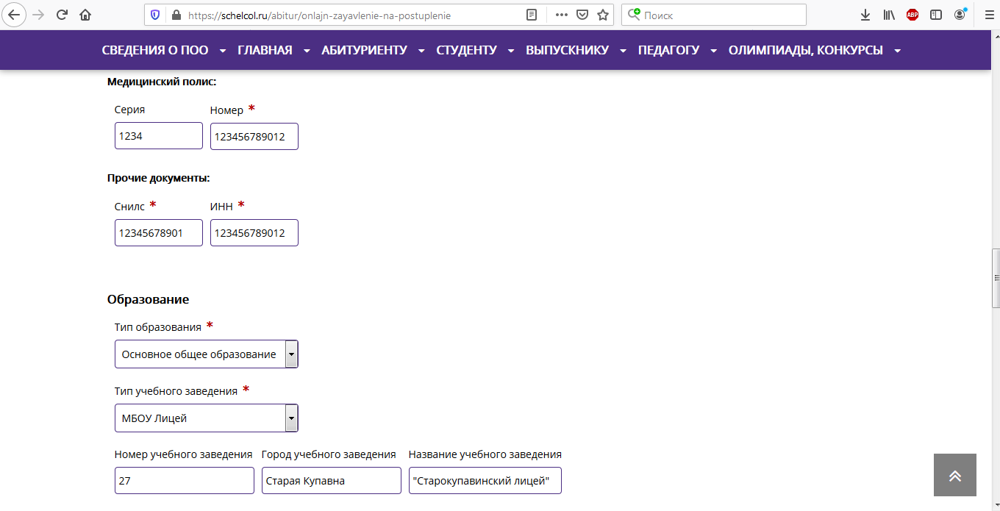 https://schelcol.ru/abitur/onlajn-zayavlenie-na-postuplenie Поиск ABP
СВЕДЕНИЯ О ПОО ГЛАВНАЯ АБИТУРИЕНТУ СТУДЕНТУ ВЫПУСКНИКУ ПЕДАГОГУ ОЛИМПИАДЫ, КОНКУРСЫ
Медицинский полис:
Серия Номер *
1234 123456789012
Прочие документы:
Снилс * ИНН *
12345678901 123456789012
Образование
Тип образования *
Основное общее образование
Тип учебного заведения *
МБОУ Лицей
Номер учебного заведения Город учебного заведения Название учебного заведения
27 Старая Купавна "Старокупавинский лицей"